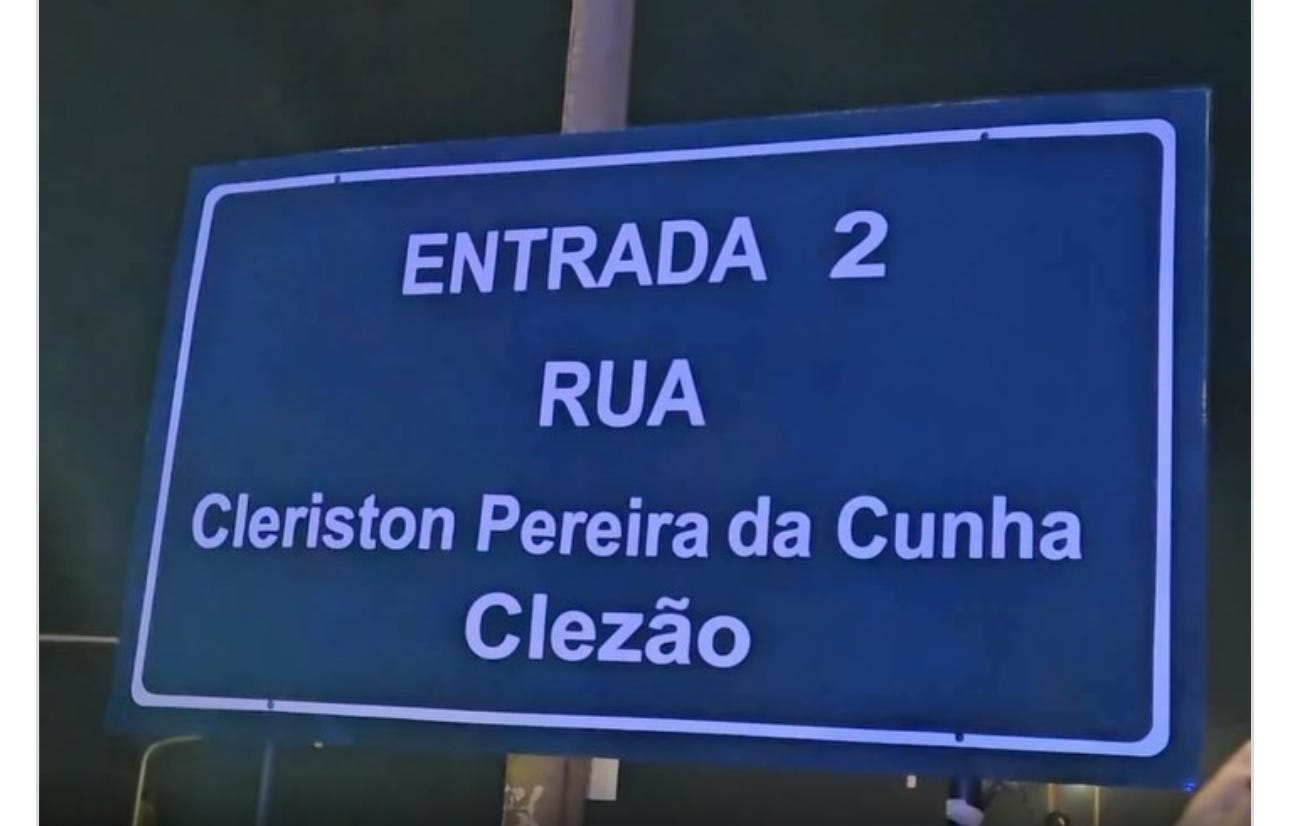 ENTRADA 2
RUA
Cleriston Pereira da Cunha
Clezão